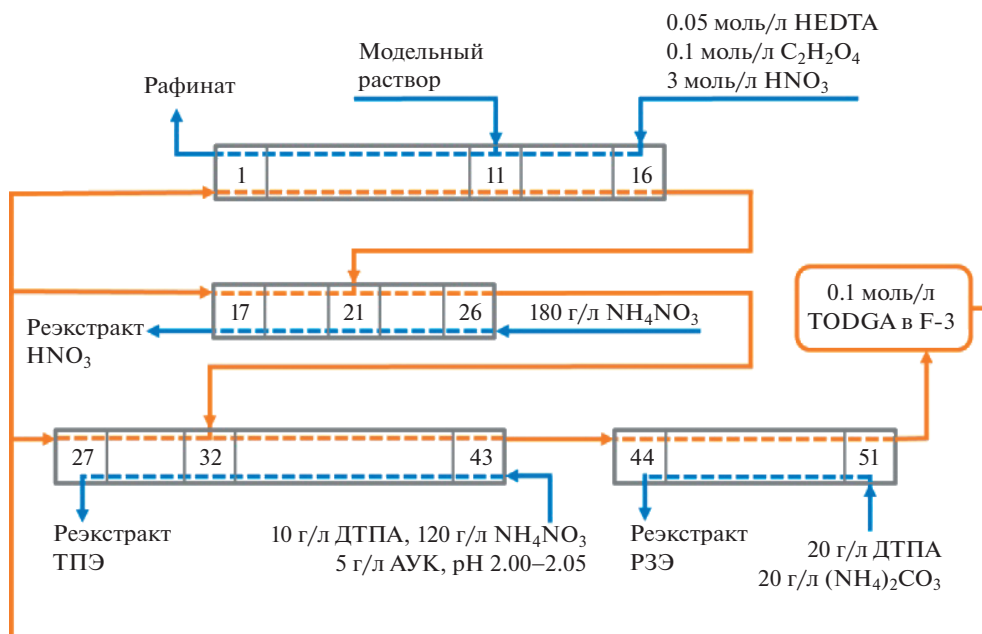 0.05 моль/л HEDTA
0.1 моль/л C₂H₂O₄
3 моль/л HNO₃
Модельный
раствор
Рафинат
1
11
16
17
21
26
180 г/л NH₄NO₃
Реэкстракт
HNO₃
0.1 моль/л
TODGA в F-3
27
32
43
44
51
Реэкстракт
ТПЭ
10 г/л ДТПА, 120 г/л NH₄NO₃
5 г/л АУК, pH 2.00–2.05
Реэкстракт
РЗЭ
20 г/л ДТПА
20 г/л (NH₄)₂CO₃